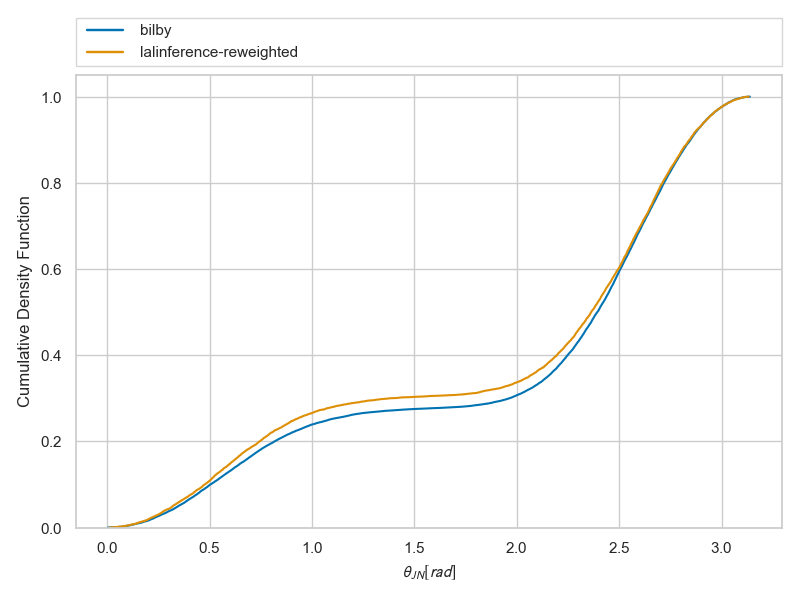 bilby
lalinference-reweighted
1.0
0.8
0.6
0.4
0.2
0.0
Cumulative Density Function
0.0 0.5 1.0 1.5 2.0 2.5 3.0
θ_JN[rad]